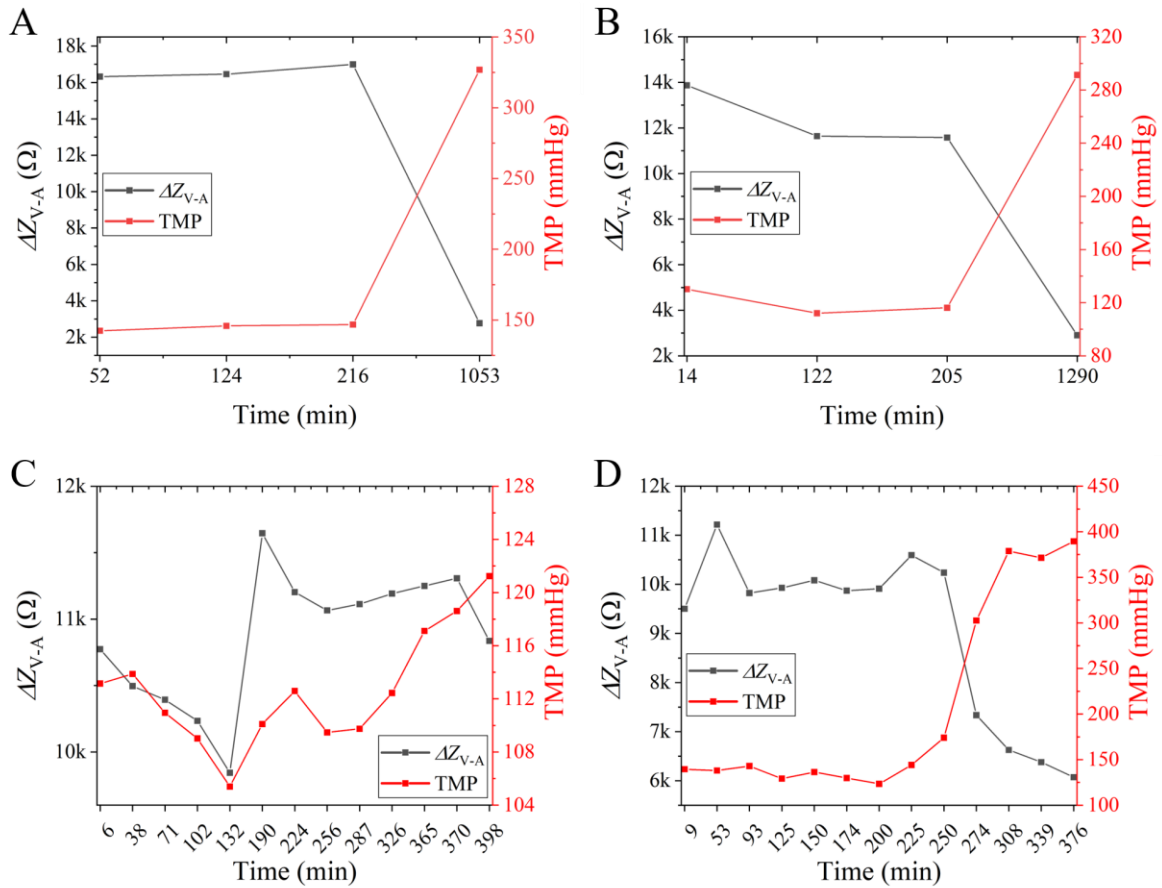 A
18k
16k
14k
12k
10k
8k
6k
4k
2k
ΔZV-A (Ω)
350
300
250
200
150
TMP (mmHg)
ΔZV-A
TMP
52 124 216 1053
Time (min)
B
16k
14k
12k
10k
8k
6k
4k
2k
ΔZV-A (Ω)
320
280
240
200
160
120
80
TMP (mmHg)
ΔZV-A
TMP
14 122 205 1290
Time (min)
C
12k
11k
10k
ΔZV-A (Ω)
128
124
120
116
112
108
104
TMP (mmHg)
ΔZV-A
TMP
6 38 71 102 132 190 224 256 287 326 365 370 398
Time (min)
D
12k
11k
10k
9k
8k
7k
6k
ΔZV-A (Ω)
450
400
350
300
250
200
150
100
TMP (mmHg)
ΔZV-A
TMP
9 53 93 125 150 174 200 225 250 274 308 339 376
Time (min)